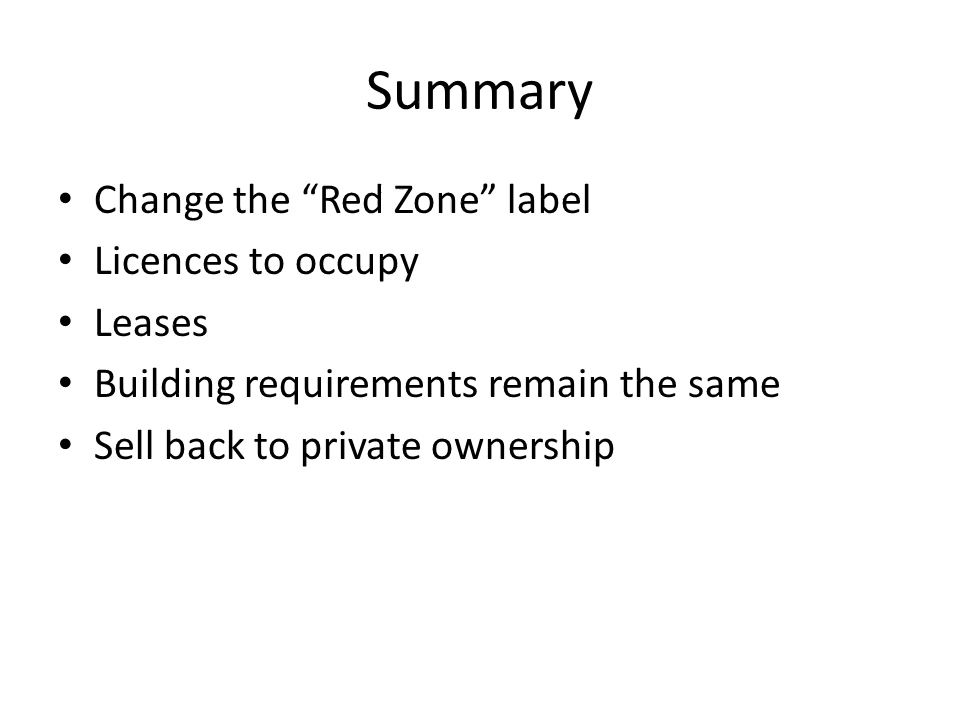 Summary
• Change the “Red Zone” label
• Licences to occupy
• Leases
• Building requirements remain the same
• Sell back to private ownership